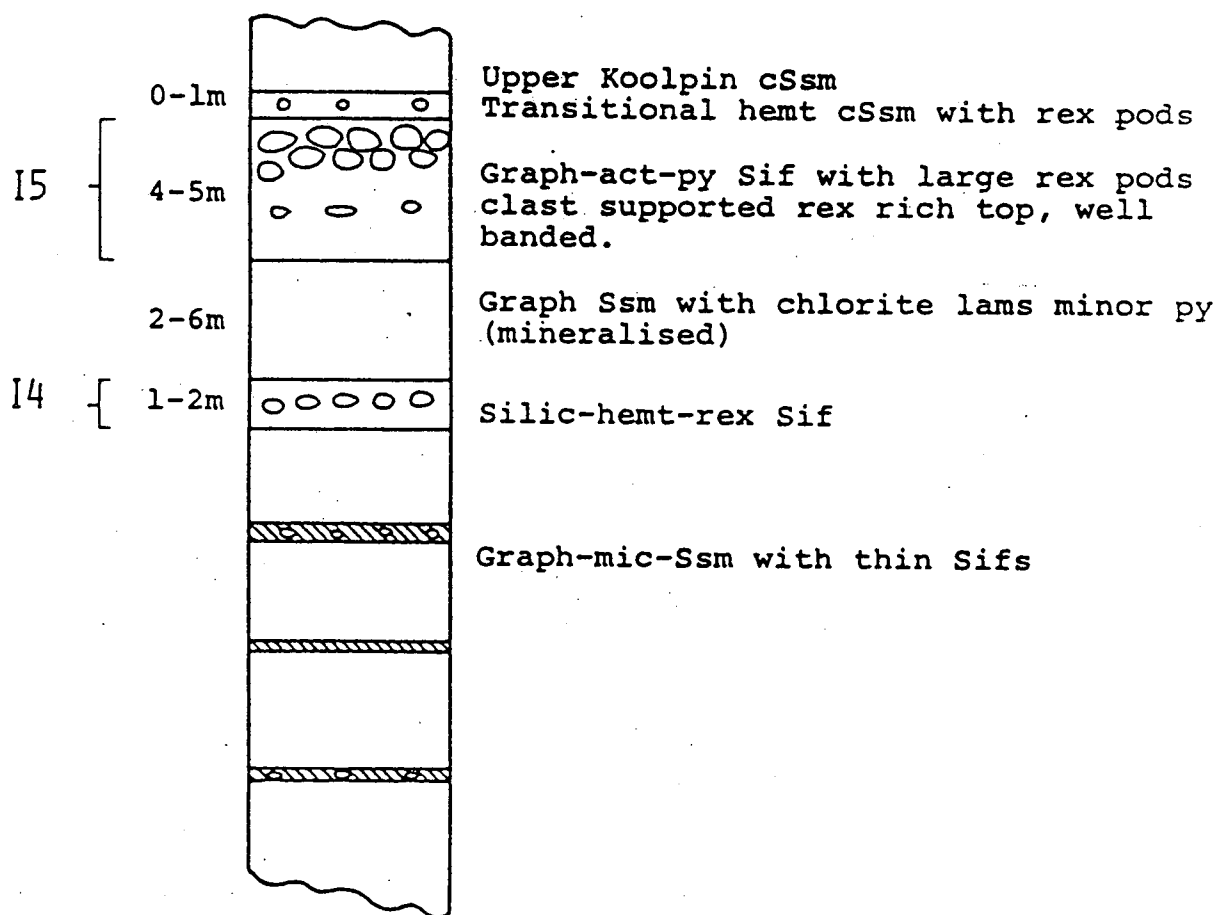 Upper Koolpin cSsm
0-1m
Transitional hemt cSsm with rex pods
I5
4-5m
Graph-act-py Sif with large rex pods
clast supported rex rich top, well
banded.
2-6m
Graph Ssm with chlorite lams minor py
(mineralised)
I4
1-2m
Silic-hemt-rex Sif
Graph-mic-Ssm with thin Sifs